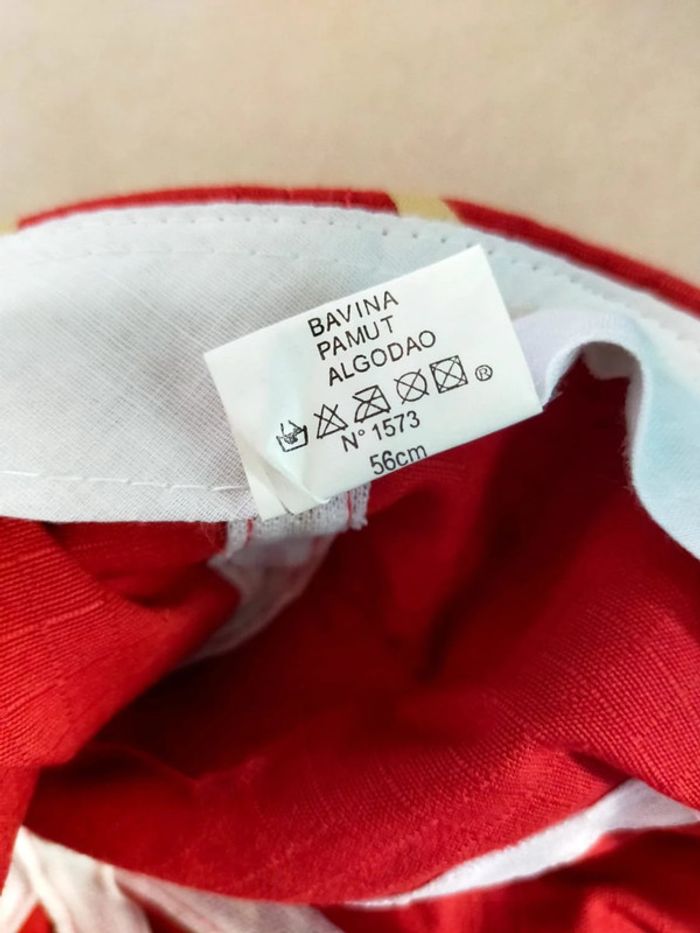 BAVINA
PAMUT
ALGODAO
®
N° 1573
56cm